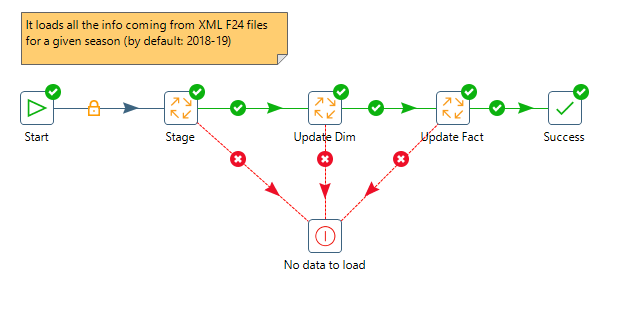 It loads all the info coming from XML F24 files
for a given season (by default: 2018-19)
Start
Stage
Update Dim
Update Fact
Success
No data to load